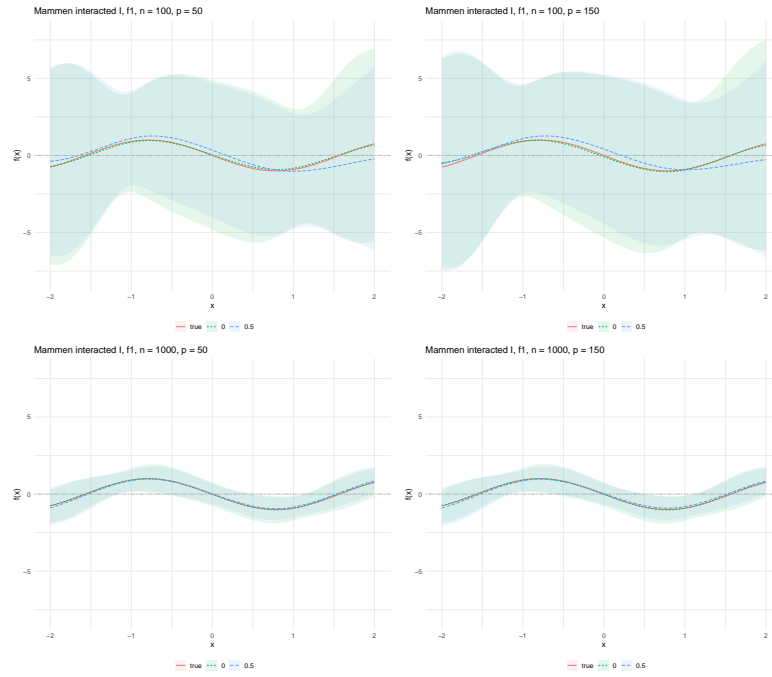 Mammen interacted I, f1, n = 100, p = 50
f(x)
5
0
−5
−2 −1 0 1 2
x
true 0 0.5
Mammen interacted I, f1, n = 100, p = 150
f(x)
5
0
−5
−2 −1 0 1 2
x
true 0 0.5
Mammen interacted I, f1, n = 1000, p = 50
f(x)
5
0
−5
−2 −1 0 1 2
x
true 0 0.5
Mammen interacted I, f1, n = 1000, p = 150
f(x)
5
0
−5
−2 −1 0 1 2
x
true 0 0.5